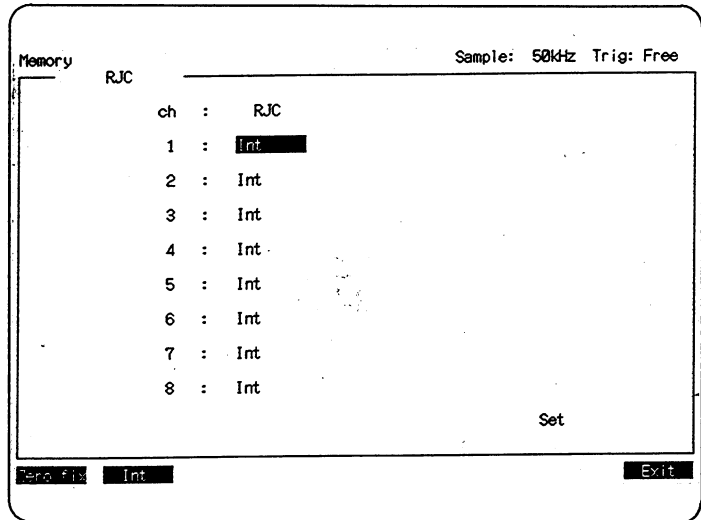 Memory Sample: 50kHz Trig: Free
RJC
ch : RJC
1 : Int
2 : Int
3 : Int
4 : Int
5 : Int
6 : Int
7 : Int
8 : Int
Set
Zero fix Int Exit